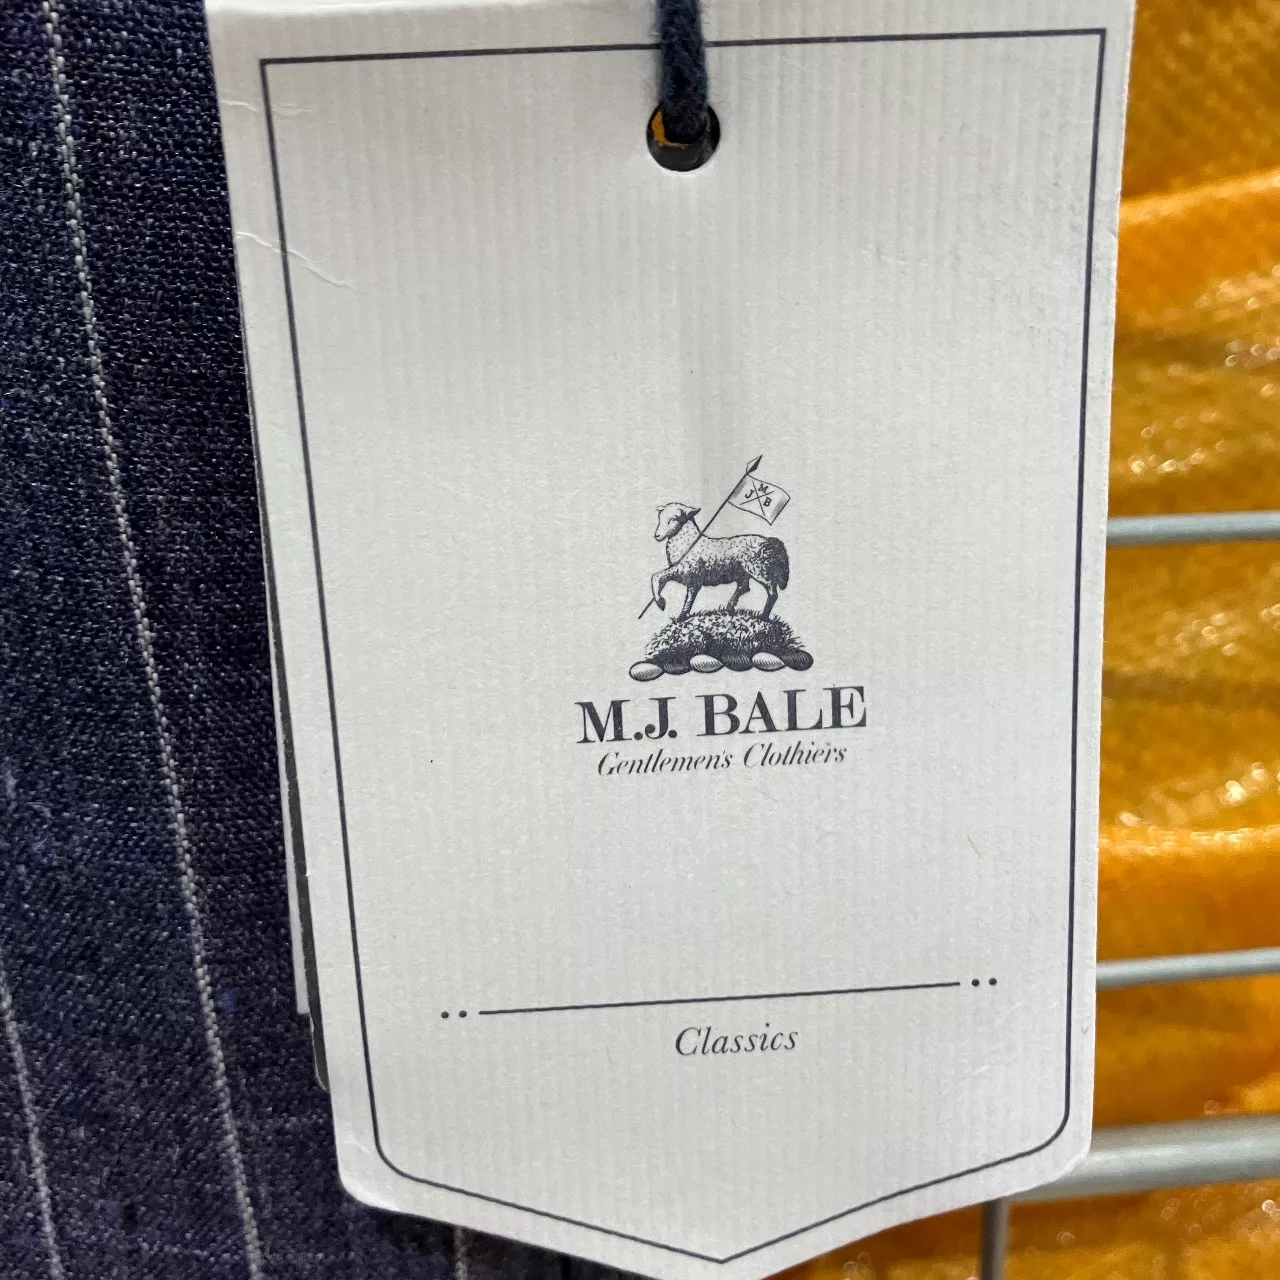 J M B
M.J. BALE
Gentlemen's Clothiers
Classics